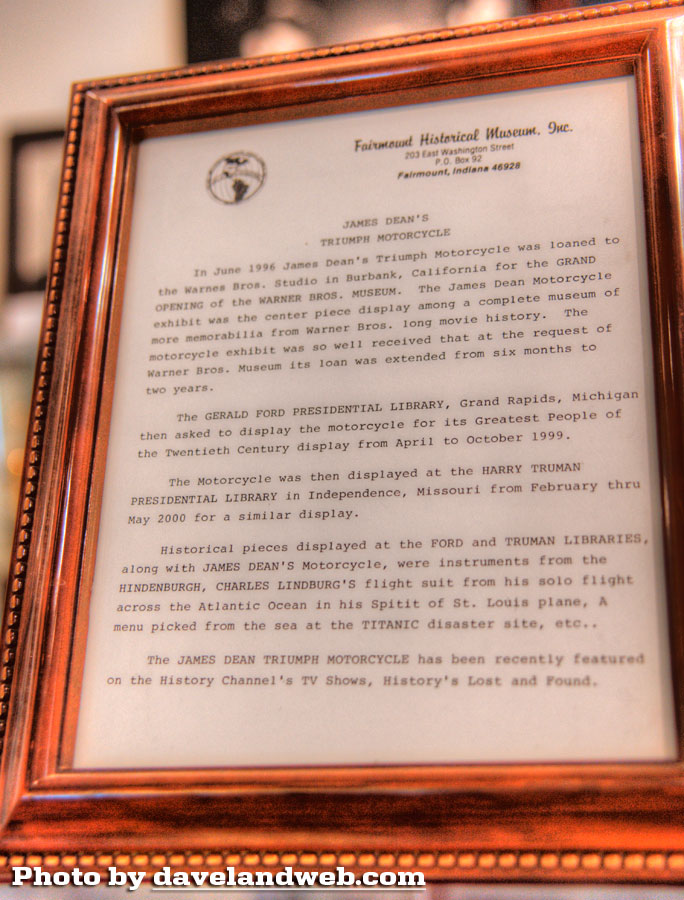 Fairmount Historical Museum, Inc.
203 East Washington Street
P.O. Box 92
Fairmount, Indiana 46928
JAMES DEAN'S
TRIUMPH MOTORCYCLE
In June 1996 James Dean's Triumph Motorcycle was loaned to
the Warnes Bros. Studio in Burbank, California for the GRAND
OPENING of the WARNER BROS. MUSEUM. The James Dean Motorcycle
exhibit was the center piece display among a complete museum of
more memorabilia from Warner Bros. long movie history. The
motorcycle exhibit was so well received that at the request of
Warner Bros. Museum its loan was extended from six months to
two years.
The GERALD FORD PRESIDENTIAL LIBRARY, Grand Rapids, Michigan
then asked to display the motorcycle for its Greatest People of
the Twentieth Century display from April to October 1999.
The Motorcycle was then displayed at the HARRY TRUMAN
PRESIDENTIAL LIBRARY in Independence, Missouri from February thru
May 2000 for a similar display.
Historical pieces displayed at the FORD and TRUMAN LIBRARIES,
along with JAMES DEAN'S Motorcycle, were instruments from the
HINDENBURGH, CHARLES LINDBURG'S flight suit from his solo flight
across the Atlantic Ocean in his Spitit of St. Louis plane, A
menu picked from the sea at the TITANIC disaster site, etc..
The JAMES DEAN TRIUMPH MOTORCYCLE has been recently featured
on the History Channel's TV Shows, History's Lost and Found.
Photo by davelandweb.com